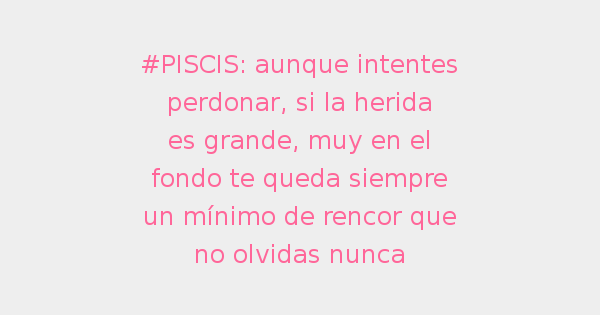 #PISCIS: aunque intentes
perdonar, si la herida
es grande, muy en el
fondo te queda siempre
un mínimo de rencor que
no olvidas nunca